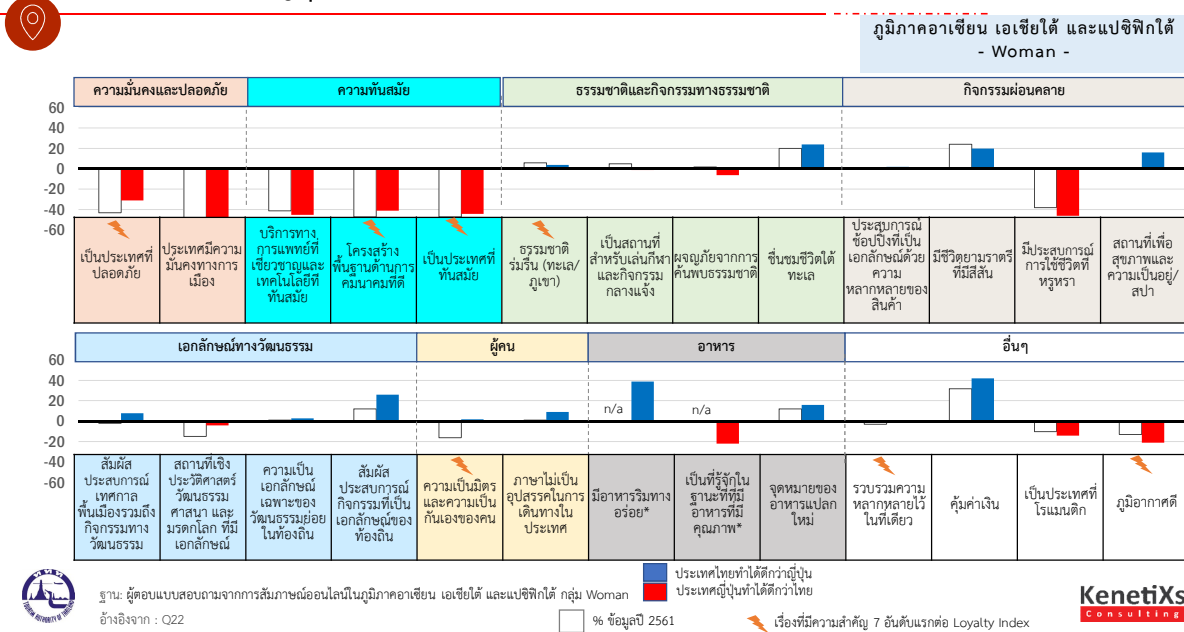 ภูมิภาคอาเซียน เอเชียใต้ และแปซิฟิกใต้
- Woman -
ความมั่นคงและปลอดภัย
ความทันสมัย
ธรรมชาติและกิจกรรมทางธรรมชาติ
กิจกรรมผ่อนคลาย
60
40
20
0
-20
-40
-60
เป็นประเทศที่
ปลอดภัย
ประเทศมีความ
มั่นคงทางการ
เมือง
บริการทาง
การแพทย์ที่
เชี่ยวชาญและ
เทคโนโลยีที่
ทันสมัย
โครงสร้าง
พื้นฐานด้านการ
คมนาคมที่ดี
เป็นประเทศที่
ทันสมัย
ธรรมชาติ
ร่มรื่น (ทะเล/
ภูเขา)
เป็นสถานที่
สำหรับเล่นกีฬา
และกิจกรรม
กลางแจ้ง
ผจญภัยจากการ
ค้นพบธรรมชาติ
ชื่นชมชีวิตใต้
ทะเล
ประสบการณ์
ช้อปปิ้งที่เป็น
เอกลักษณ์ด้วย
ความ
หลากหลายของ
สินค้า
มีชีวิตยามราตรี
ที่มีสีสัน
มีประสบการณ์
การใช้ชีวิตที่
หรูหรา
สถานที่เพื่อ
สุขภาพและ
ความเป็นอยู่/
สปา
เอกลักษณ์ทางวัฒนธรรม
ผู้คน
อาหาร
อื่นๆ
60
40
20
0
-20
-40
-60
n/a
n/a
สัมผัส
ประสบการณ์
เทศกาล
พื้นเมืองรวมถึง
กิจกรรมทาง
วัฒนธรรม
สถานที่เชิง
ประวัติศาสตร์
วัฒนธรรม
ศาสนา และ
มรดกโลก ที่มี
เอกลักษณ์
ความเป็น
เอกลักษณ์
เฉพาะของ
วัฒนธรรมย่อย
ในท้องถิ่น
สัมผัส
ประสบการณ์
กิจกรรมที่เป็น
เอกลักษณ์ของ
ท้องถิ่น
ความเป็นมิตร
และความเป็น
กันเองของคน
ภาษาไม่เป็น
อุปสรรคในการ
เดินทางใน
ประเทศ
มีอาหารริมทาง
อร่อย*
เป็นที่รู้จักใน
ฐานะที่ที่มี
อาหารที่มี
คุณภาพ*
จุดหมายของ
อาหารแปลก
ใหม่
รวบรวมความ
หลากหลายไว้
ในที่เดียว
คุ้มค่าเงิน
เป็นประเทศที่
โรแมนติก
ภูมิอากาศดี
ประเทศไทยทำได้ดีกว่าญี่ปุ่น
ประเทศญี่ปุ่นทำได้ดีกว่าไทย
ฐาน: ผู้ตอบแบบสอบถามจากการสัมภาษณ์ออนไลน์ในภูมิภาคอาเซียน เอเชียใต้ และแปซิฟิกใต้ กลุ่ม Woman
อ้างอิงจาก : Q22
% ข้อมูลปี 2561
เรื่องที่มีความสำคัญ 7 อันดับแรกต่อ Loyalty Index
KenetiXs
Consulting